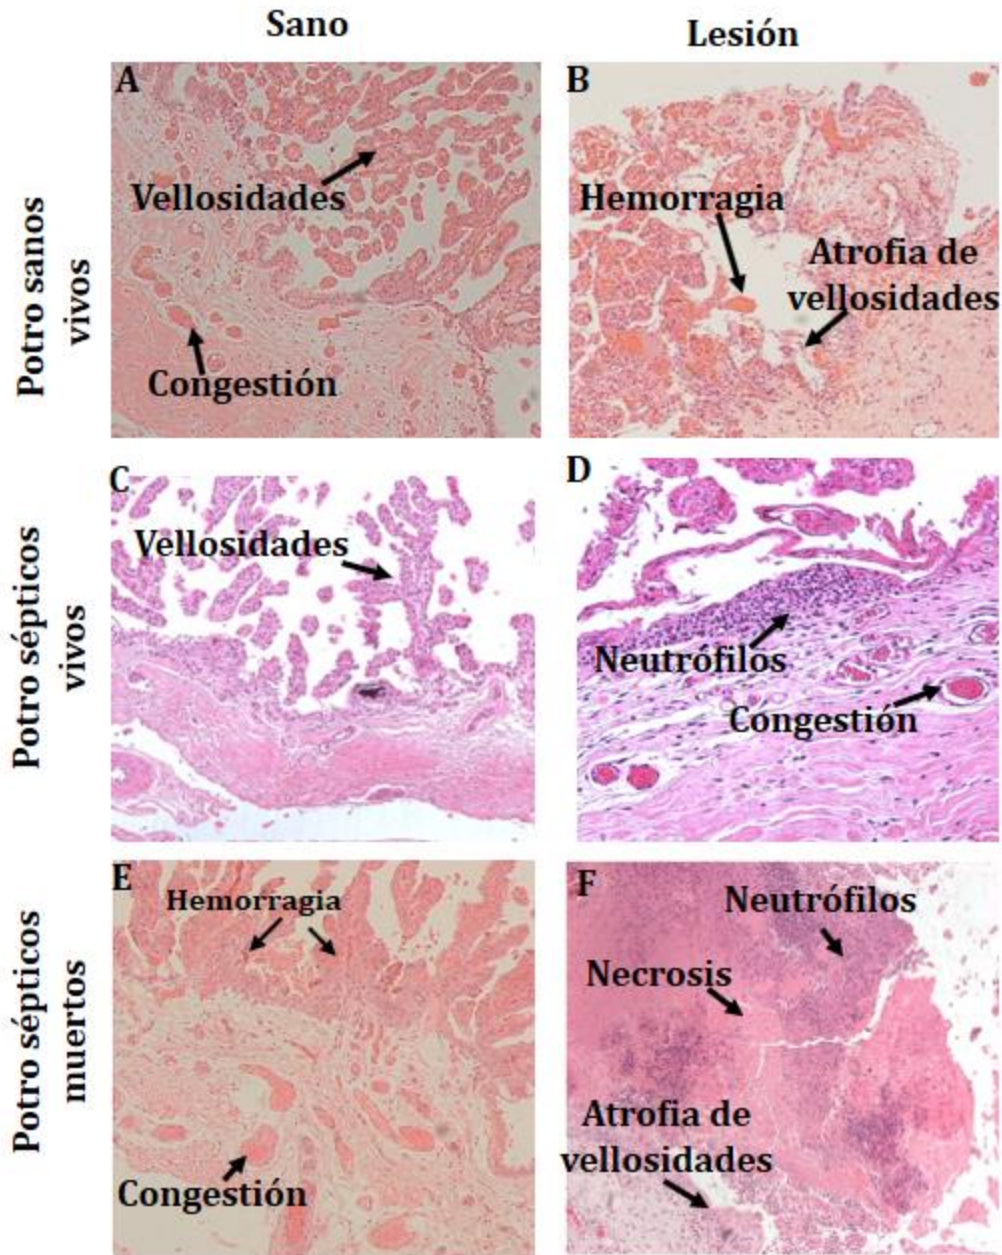 Sano
Lesión
Potro sanos
vivos
A
Vellosidades
Congestión
B
Hemorragia
Atrofia de
vellosidades
Potro sépticos
vivos
C
Vellosidades
D
Neutrófilos
Congestión
Potro sépticos
muertos
E
Hemorragia
Congestión
F
Neutrófilos
Necrosis
Atrofia de
vellosidades